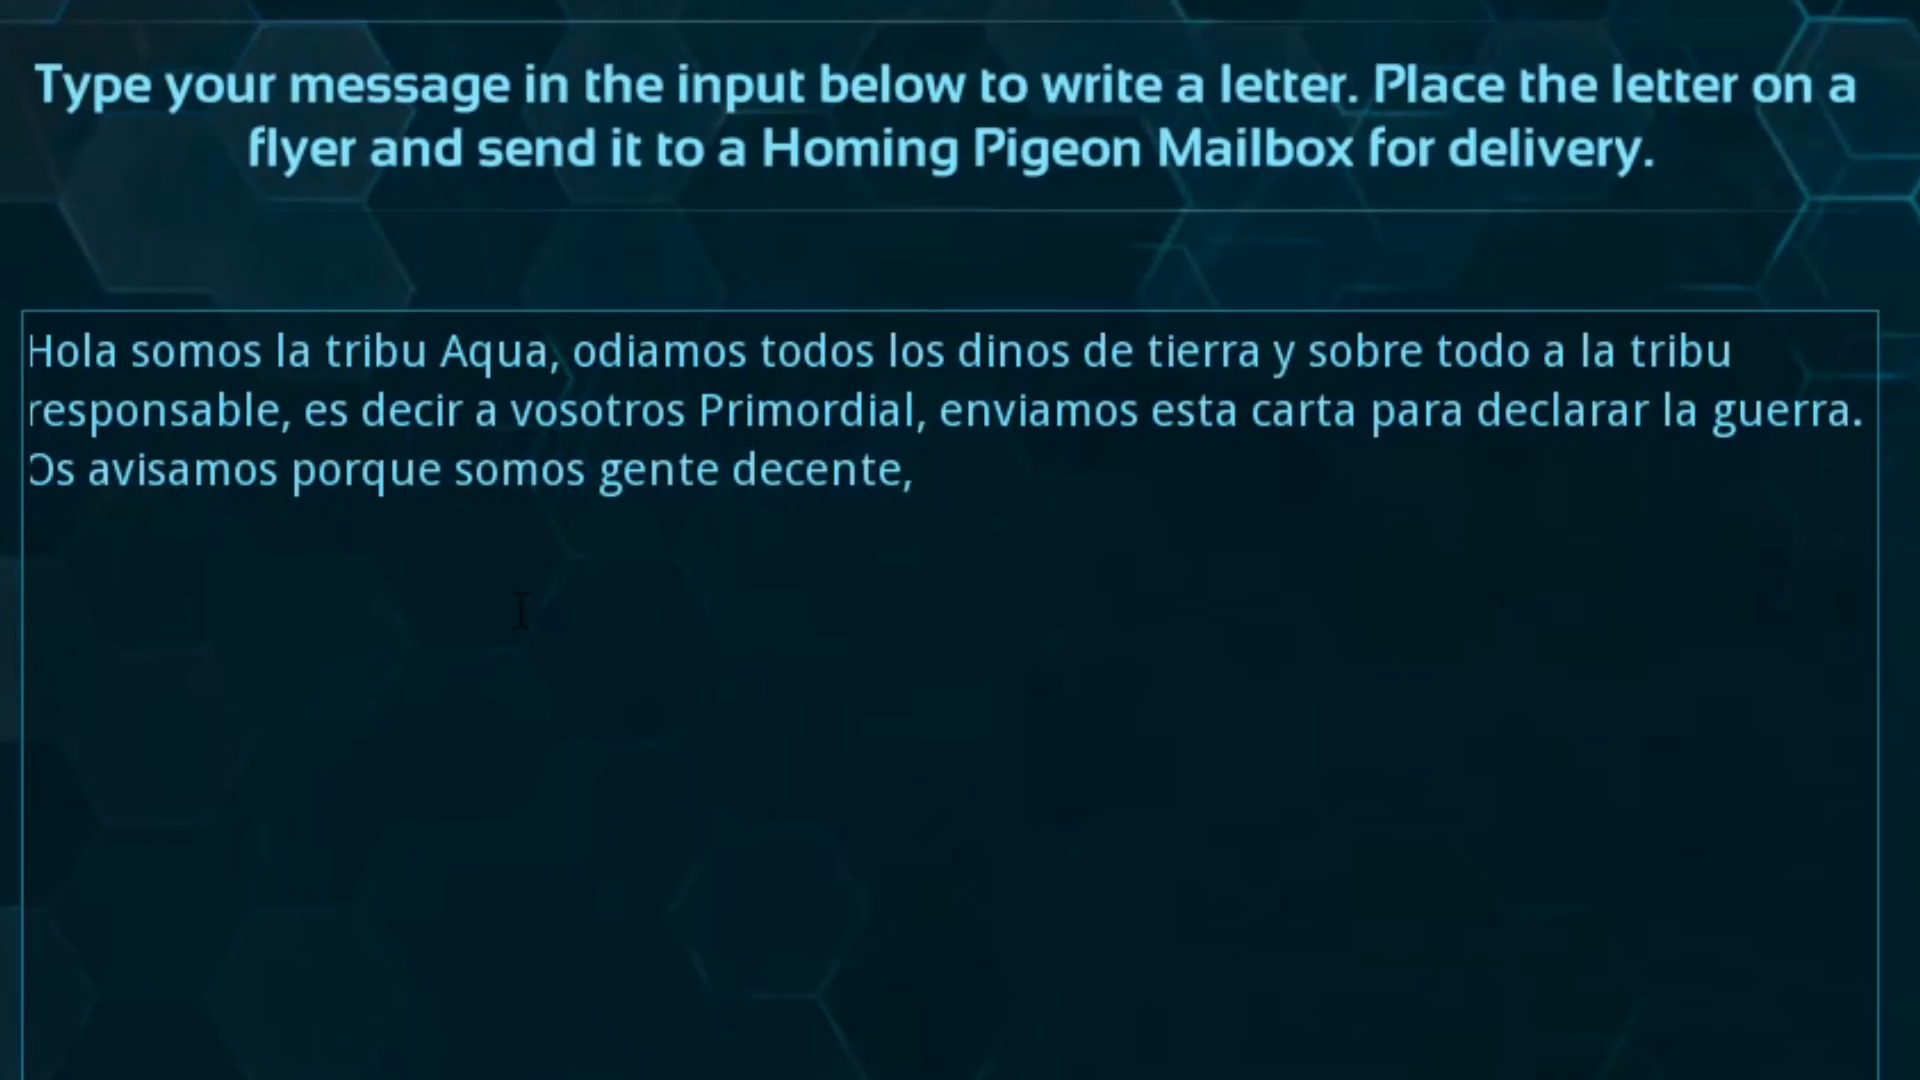 Type your message in the input below to write a letter. Place the letter on a
flyer and send it to a Homing Pigeon Mailbox for delivery.
Hola somos la tribu Aqua, odiamos todos los dinos de tierra y sobre todo a la tribu
responsable, es decir a vosotros Primordial, enviamos esta carta para declarar la guerra.
Os avisamos porque somos gente decente,